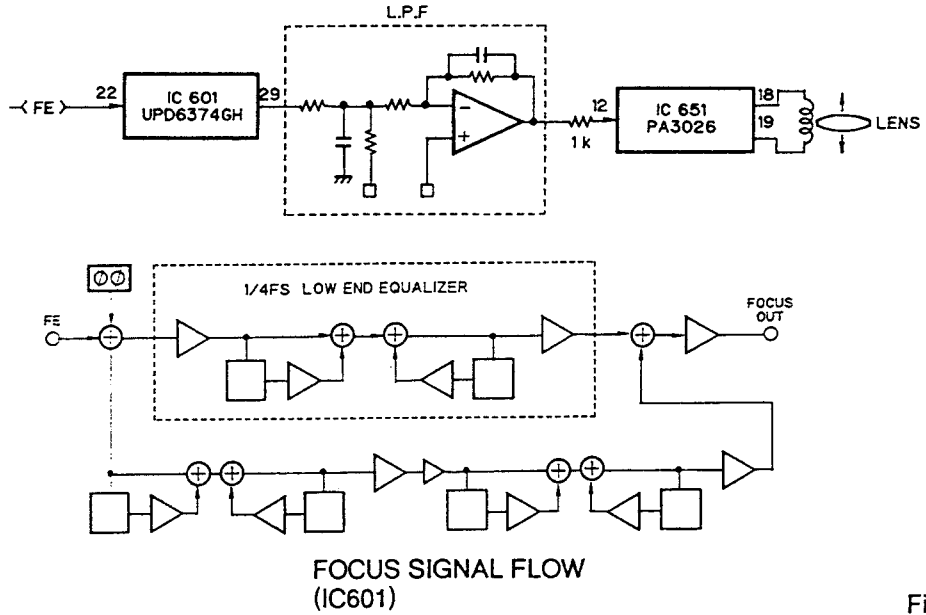 L.P.F
FE
22
IC 601
UPD6374GH
29
1k
12
IC 651
PA3026
18
19
LENS
00
1/4FS LOW END EQUALIZER
FE
FOCUS
OUT
FOCUS SIGNAL FLOW
(IC601)
Fi